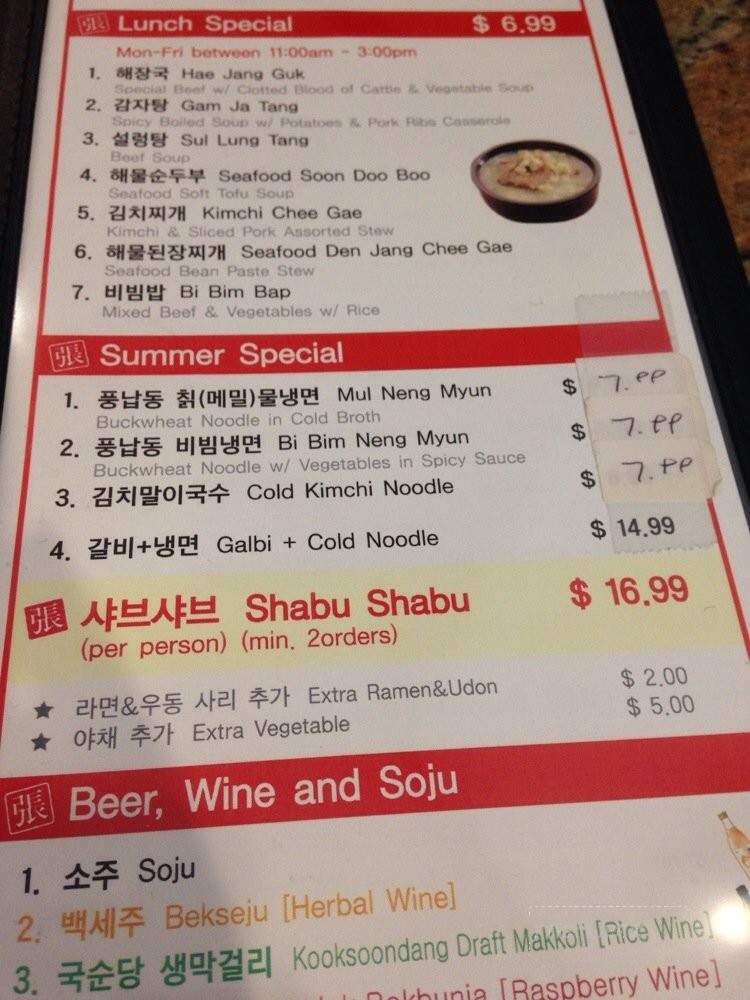 張 Lunch Special $ 6.99
Mon-Fri between 11:00am - 3:00pm
1. 해장국 Hae Jang Guk
Special Beef w/ Clotted Blood of Cattle & Vegetable Soup
2. 감자탕 Gam Ja Tang
Spicy Boiled Soup w/ Potatoes & Pork Ribs Casserole
3. 설렁탕 Sul Lung Tang
Beef Soup
4. 해물순두부 Seafood Soon Doo Boo
Seafood Soft Tofu Soup
5. 김치찌개 Kimchi Chee Gae
Kimchi & Sliced Pork Assorted Stew
6. 해물된장찌개 Seafood Den Jang Chee Gae
Seafood Bean Paste Stew
7. 비빔밥 Bi Bim Bap
Mixed Beef & Vegetables w/ Rice
張 Summer Special
1. 풍납동 칡(메밀)물냉면 Mul Neng Myun $ 7.99
Buckwheat Noodle in Cold Broth
2. 풍납동 비빔냉면 Bi Bim Neng Myun $ 7.99
Buckwheat Noodle w/ Vegetables in Spicy Sauce
3. 김치말이국수 Cold Kimchi Noodle $ 7.99
4. 갈비+냉면 Galbi + Cold Noodle $ 14.99
張 샤브샤브 Shabu Shabu $ 16.99
(per person) (min. 2orders)
★ 라면&우동 사리 추가 Extra Ramen&Udon $ 2.00
★ 야채 추가 Extra Vegetable $ 5.00
張 Beer, Wine and Soju
1. 소주 Soju
2. 백세주 Bekseju [Herbal Wine]
3. 국순당 생막걸리 Kooksoondang Draft Makkoli [Rice Wine]
Bokbunja [Raspberry Wine]